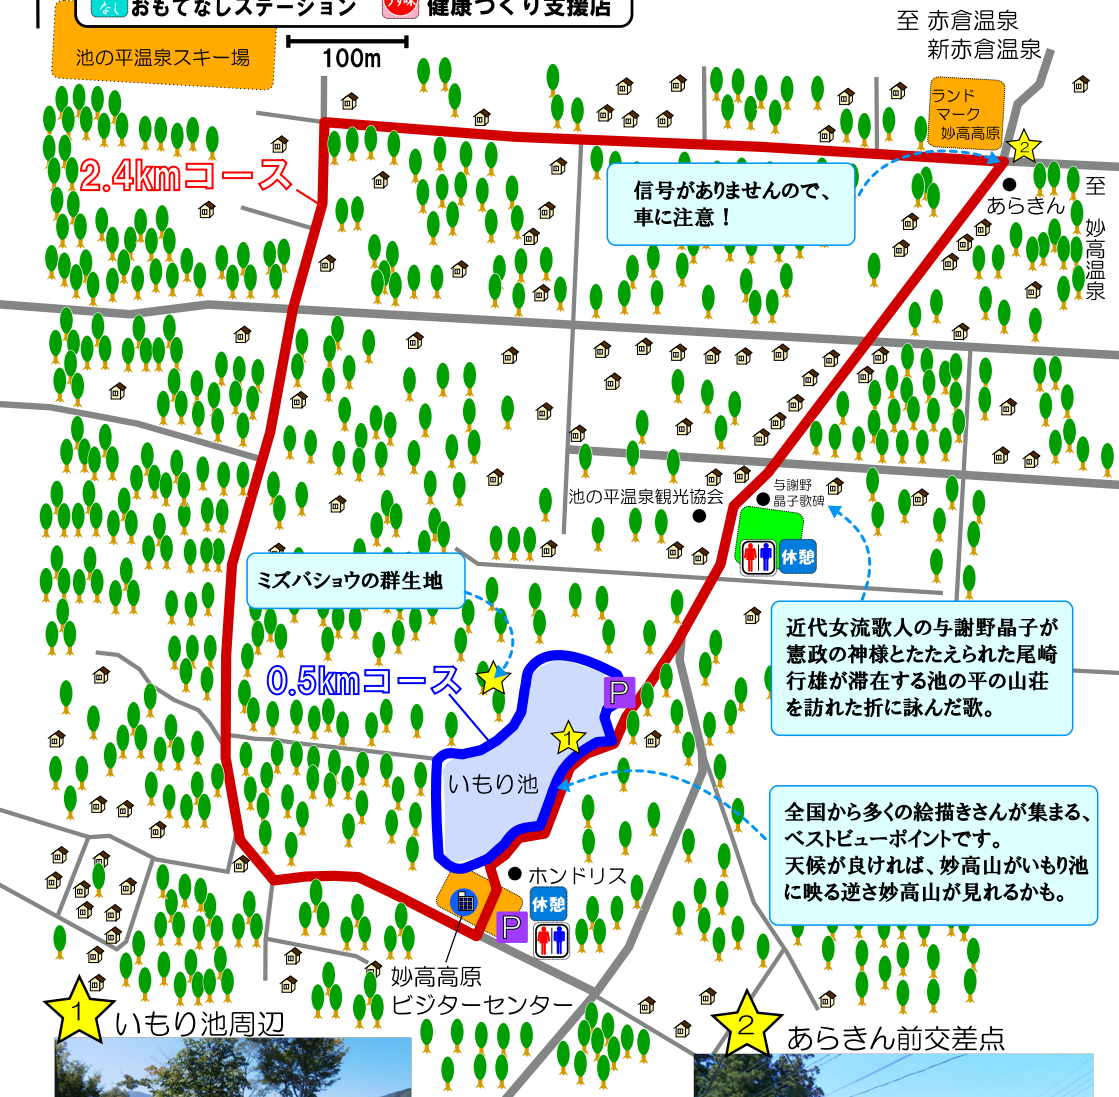 なし
おもてなしステーション
うす味
健康づくり支援店
池の平温泉スキー場
100m
至 赤倉温泉
新赤倉温泉
ランド
マーク
妙高高原
2
2.4kmコース
信号がありませんので、
車に注意！
あらきん
至 妙高温泉
池の平温泉観光協会
与謝野
晶子歌碑
休憩
ミズバショウの群生地
0.5kmコース
P
近代女流歌人の与謝野晶子が
憲政の神様とたたえられた尾崎
行雄が滞在する池の平の山荘
を訪れた折に詠んだ歌。
1
いもり池
全国から多くの絵描きさんが集まる、
ベストビューポイントです。
天候が良ければ、妙高山がいもり池
に映る逆さ妙高山が見れるかも。
ホンドリス
休憩
P
妙高高原
ビジターセンター
1
いもり池周辺
2
あらきん前交差点